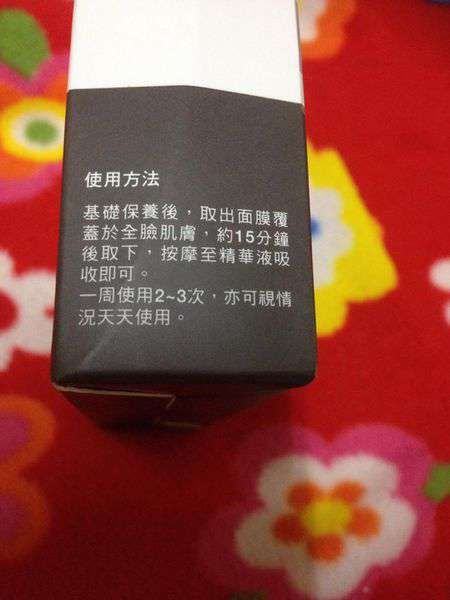 使用方法
基礎保養後，取出面膜覆
蓋於全臉肌膚，約15分鐘
後取下，按摩至精華液吸
收即可。
一周使用2~3次，亦可視情
況天天使用。